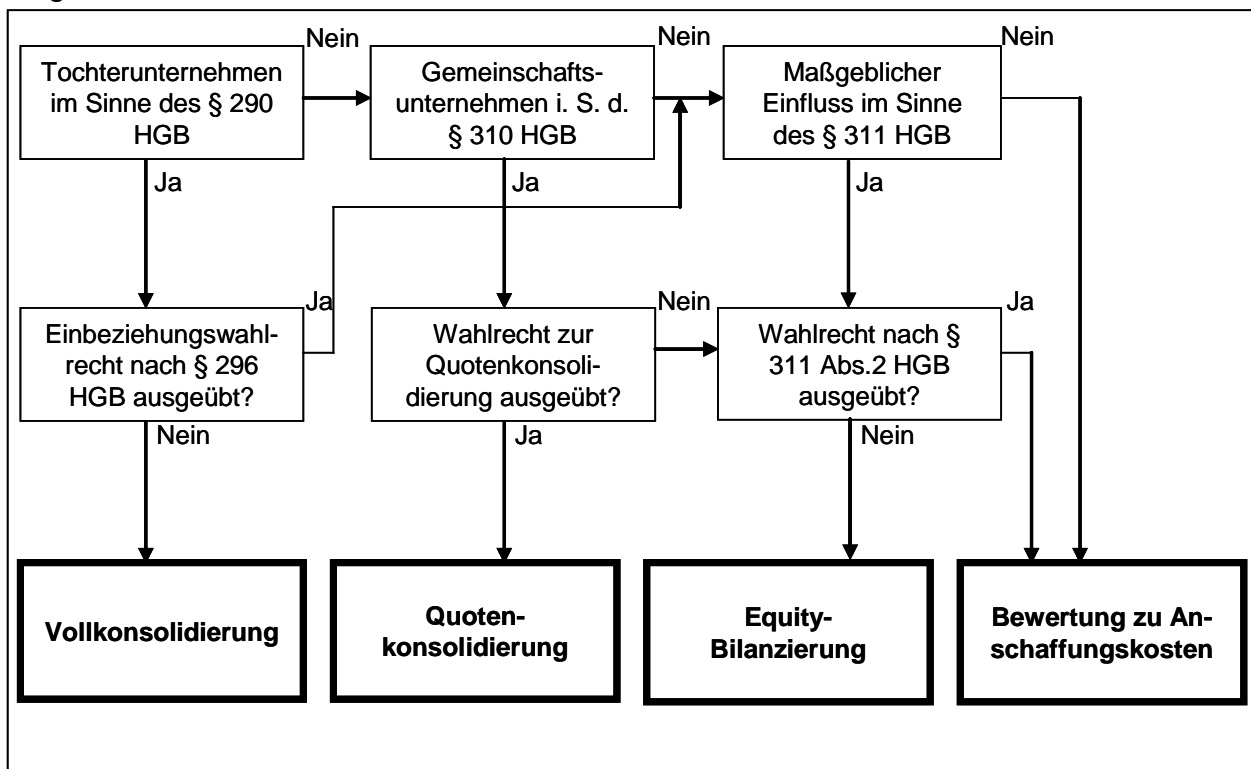 Nein
Nein
Nein
Tochterunternehmen
im Sinne des § 290
HGB
Gemeinschafts-
unternehmen i. S. d.
§ 310 HGB
Maßgeblicher
Einfluss im Sinne
des § 311 HGB
Ja
Ja
Ja
Ja
Nein
Ja
Einbeziehungswahl-
recht nach § 296
HGB ausgeübt?
Wahlrecht zur
Quotenkonsoli-
dierung ausgeübt?
Wahlrecht nach §
311 Abs.2 HGB
ausgeübt?
Nein
Ja
Nein
Vollkonsolidierung
Quoten-
konsolidierung
Equity-
Bilanzierung
Bewertung zu An-
schaffungskosten